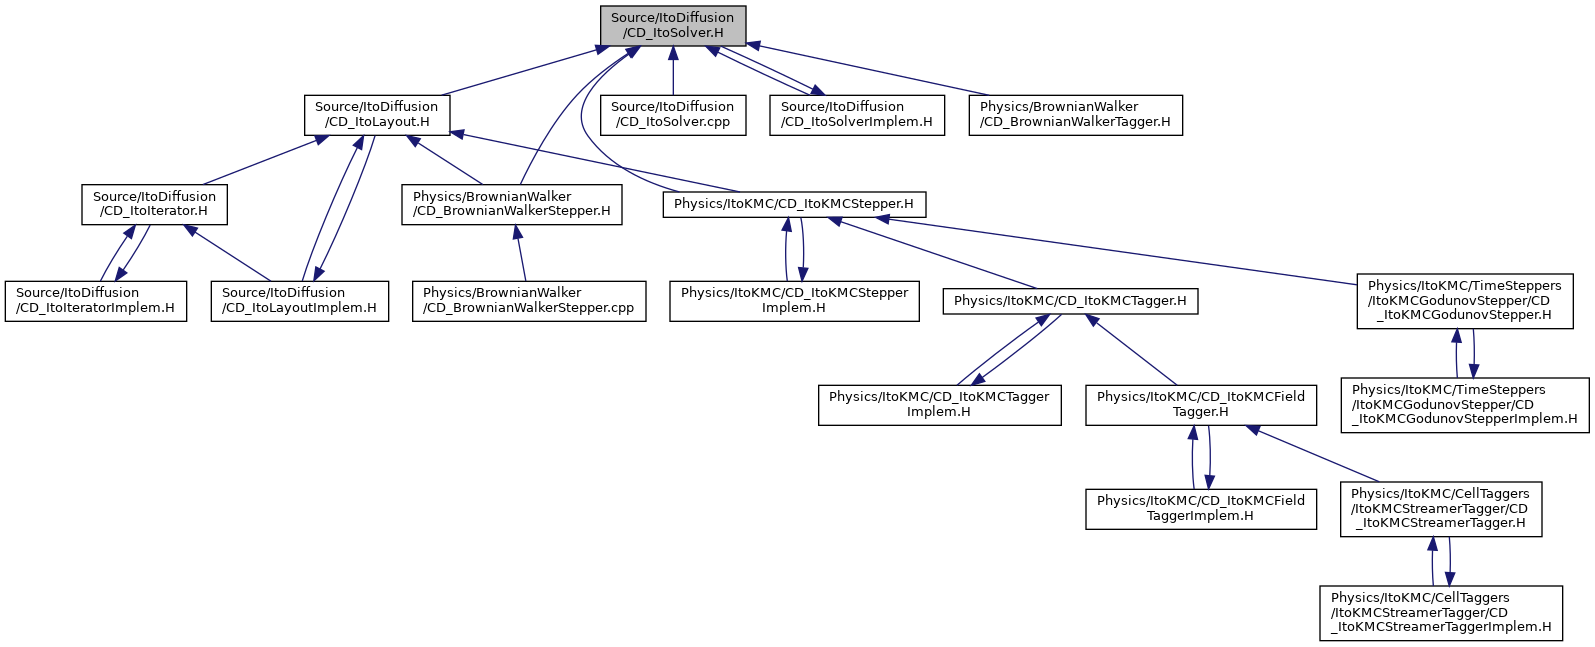 Source/ItoDiffusion
/CD_ItoSolver.H
Source/ItoDiffusion
/CD_ItoLayout.H
Source/ItoDiffusion
/CD_ItoSolver.cpp
Source/ItoDiffusion
/CD_ItoSolverImplem.H
Physics/BrownianWalker
/CD_BrownianWalkerTagger.H
Source/ItoDiffusion
/CD_ItoIterator.H
Physics/BrownianWalker
/CD_BrownianWalkerStepper.H
Physics/ItoKMC/CD_ItoKMCStepper.H
Source/ItoDiffusion
/CD_ItoIteratorImplem.H
Source/ItoDiffusion
/CD_ItoLayoutImplem.H
Physics/BrownianWalker
/CD_BrownianWalkerStepper.cpp
Physics/ItoKMC/CD_ItoKMCStepper
Implem.H
Physics/ItoKMC/CD_ItoKMCTagger.H
Physics/ItoKMC/TimeSteppers
/ItoKMCGodunovStepper/CD
_ItoKMCGodunovStepper.H
Physics/ItoKMC/CD_ItoKMCTagger
Implem.H
Physics/ItoKMC/CD_ItoKMCField
Tagger.H
Physics/ItoKMC/TimeSteppers
/ItoKMCGodunovStepper/CD
_ItoKMCGodunovStepperImplem.H
Physics/ItoKMC/CD_ItoKMCField
TaggerImplem.H
Physics/ItoKMC/CellTaggers
/ItoKMCStreamerTagger/CD
_ItoKMCStreamerTagger.H
Physics/ItoKMC/CellTaggers
/ItoKMCStreamerTagger/CD
_ItoKMCStreamerTaggerImplem.H